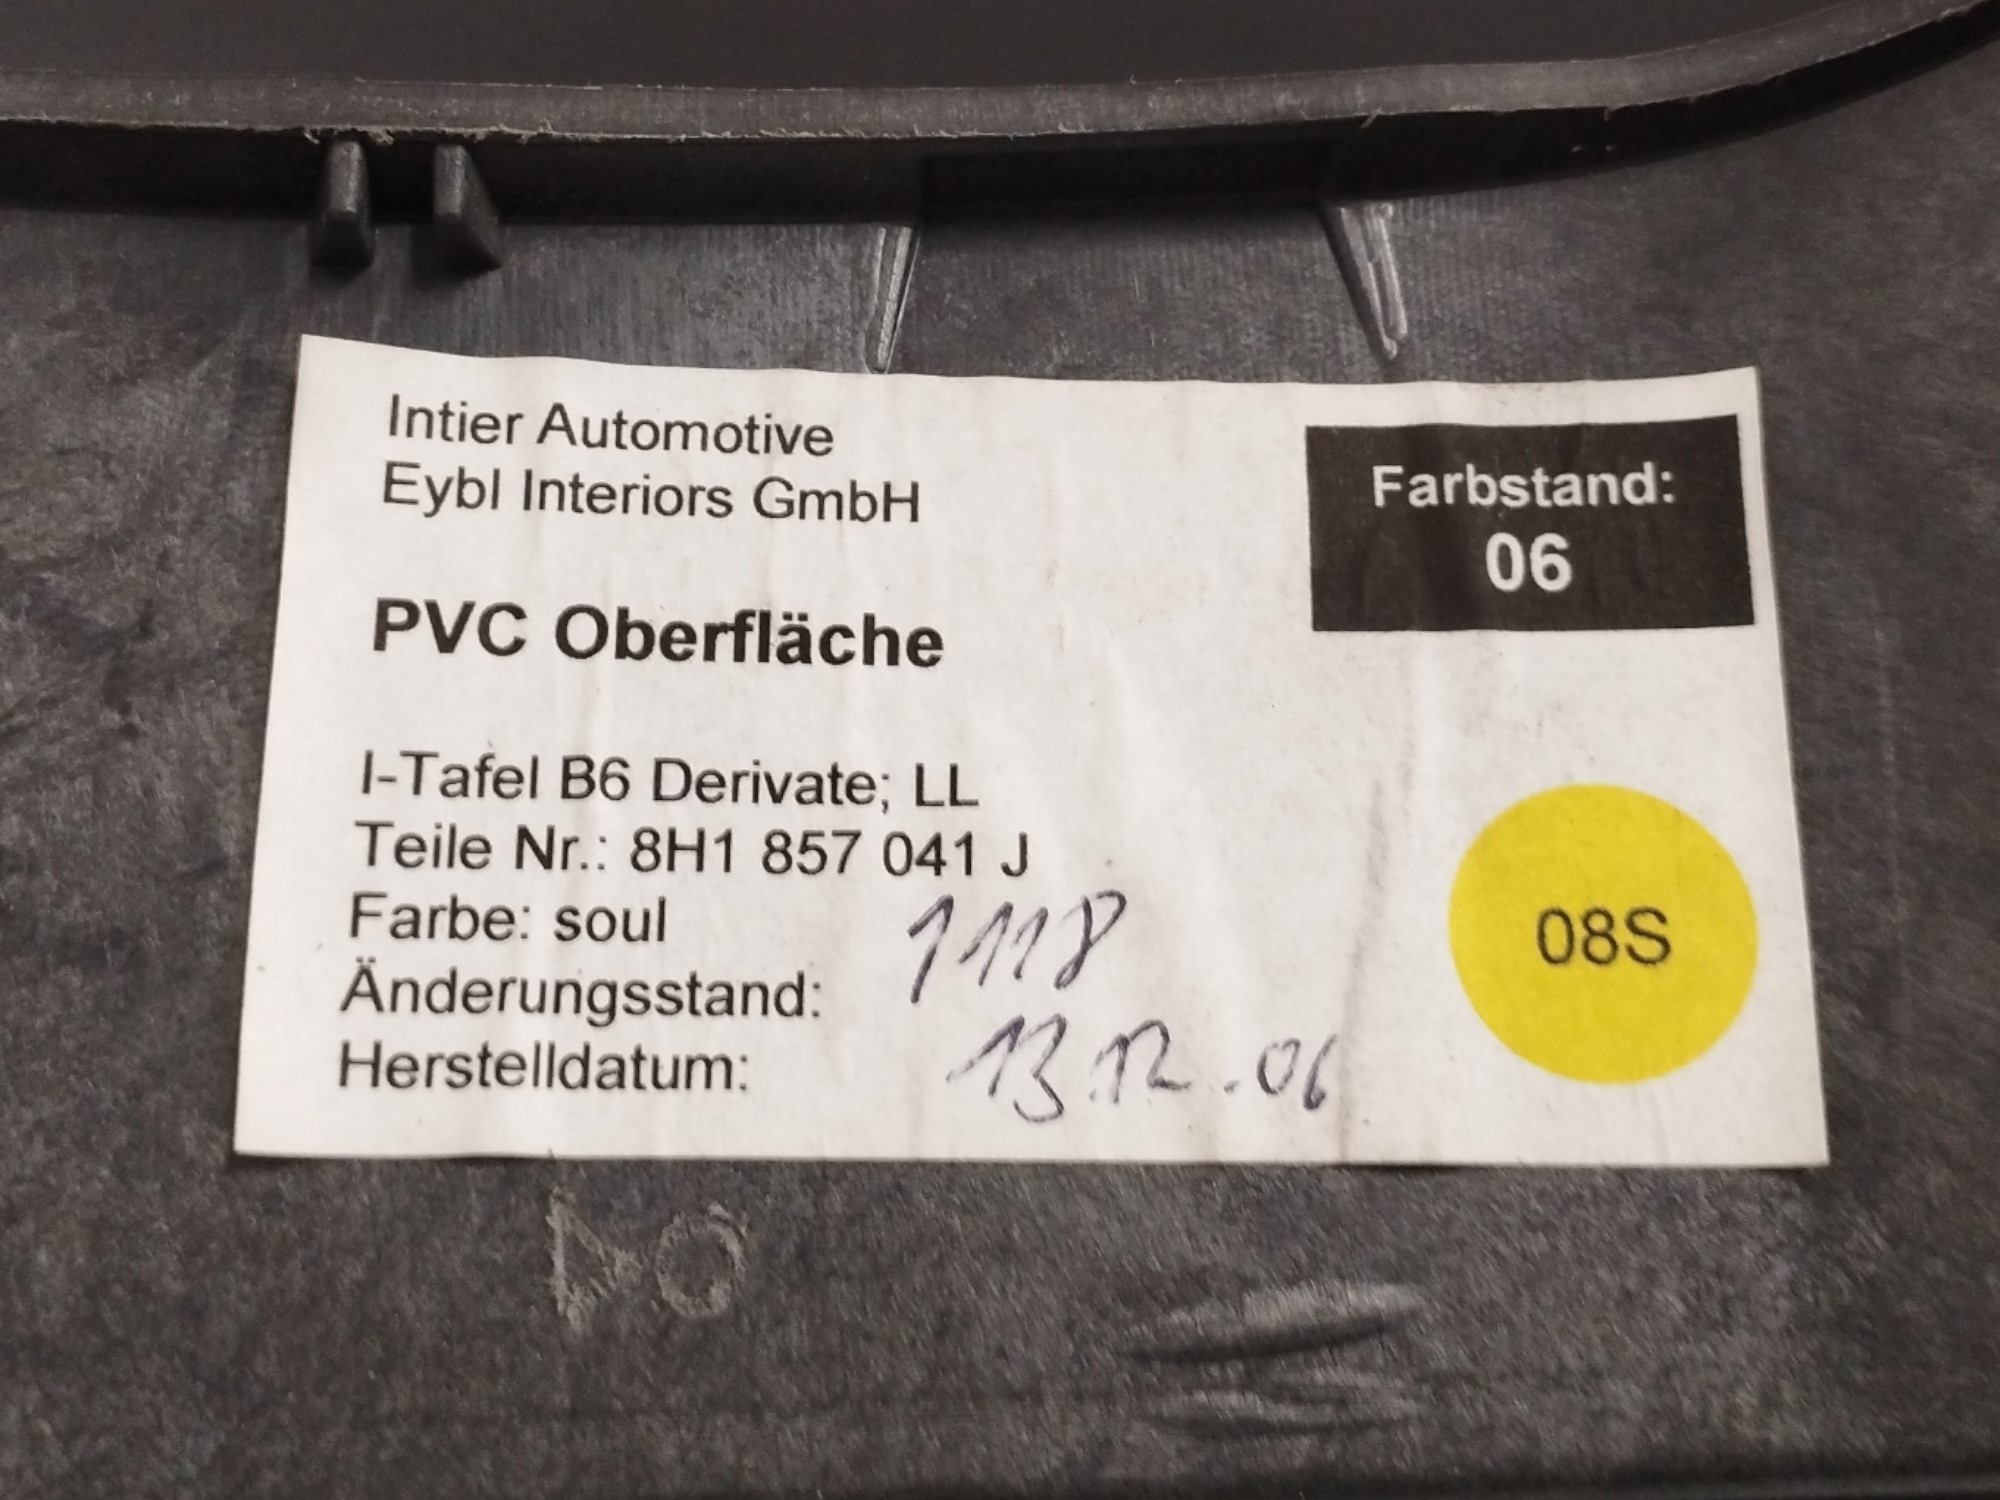 Intier Automotive
Eybl Interiors GmbH
Farbstand:
06
PVC Oberfläche
I-Tafel B6 Derivate; LL
Teile Nr.: 8H1 857 041 J
Farbe: soul
Änderungsstand: 1118
Herstelldatum: 13.12.06
08S